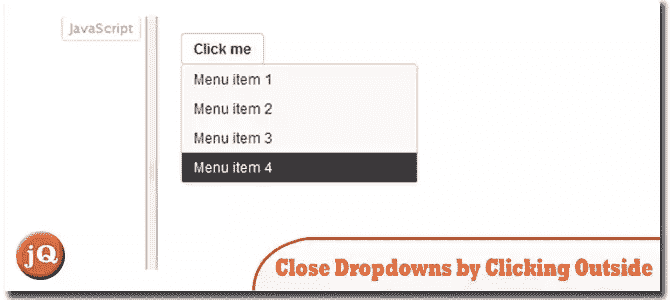 JavaScript
Click me
Menu item 1
Menu item 2
Menu item 3
Menu item 4
jQ
Close Dropdowns by Clicking Outside